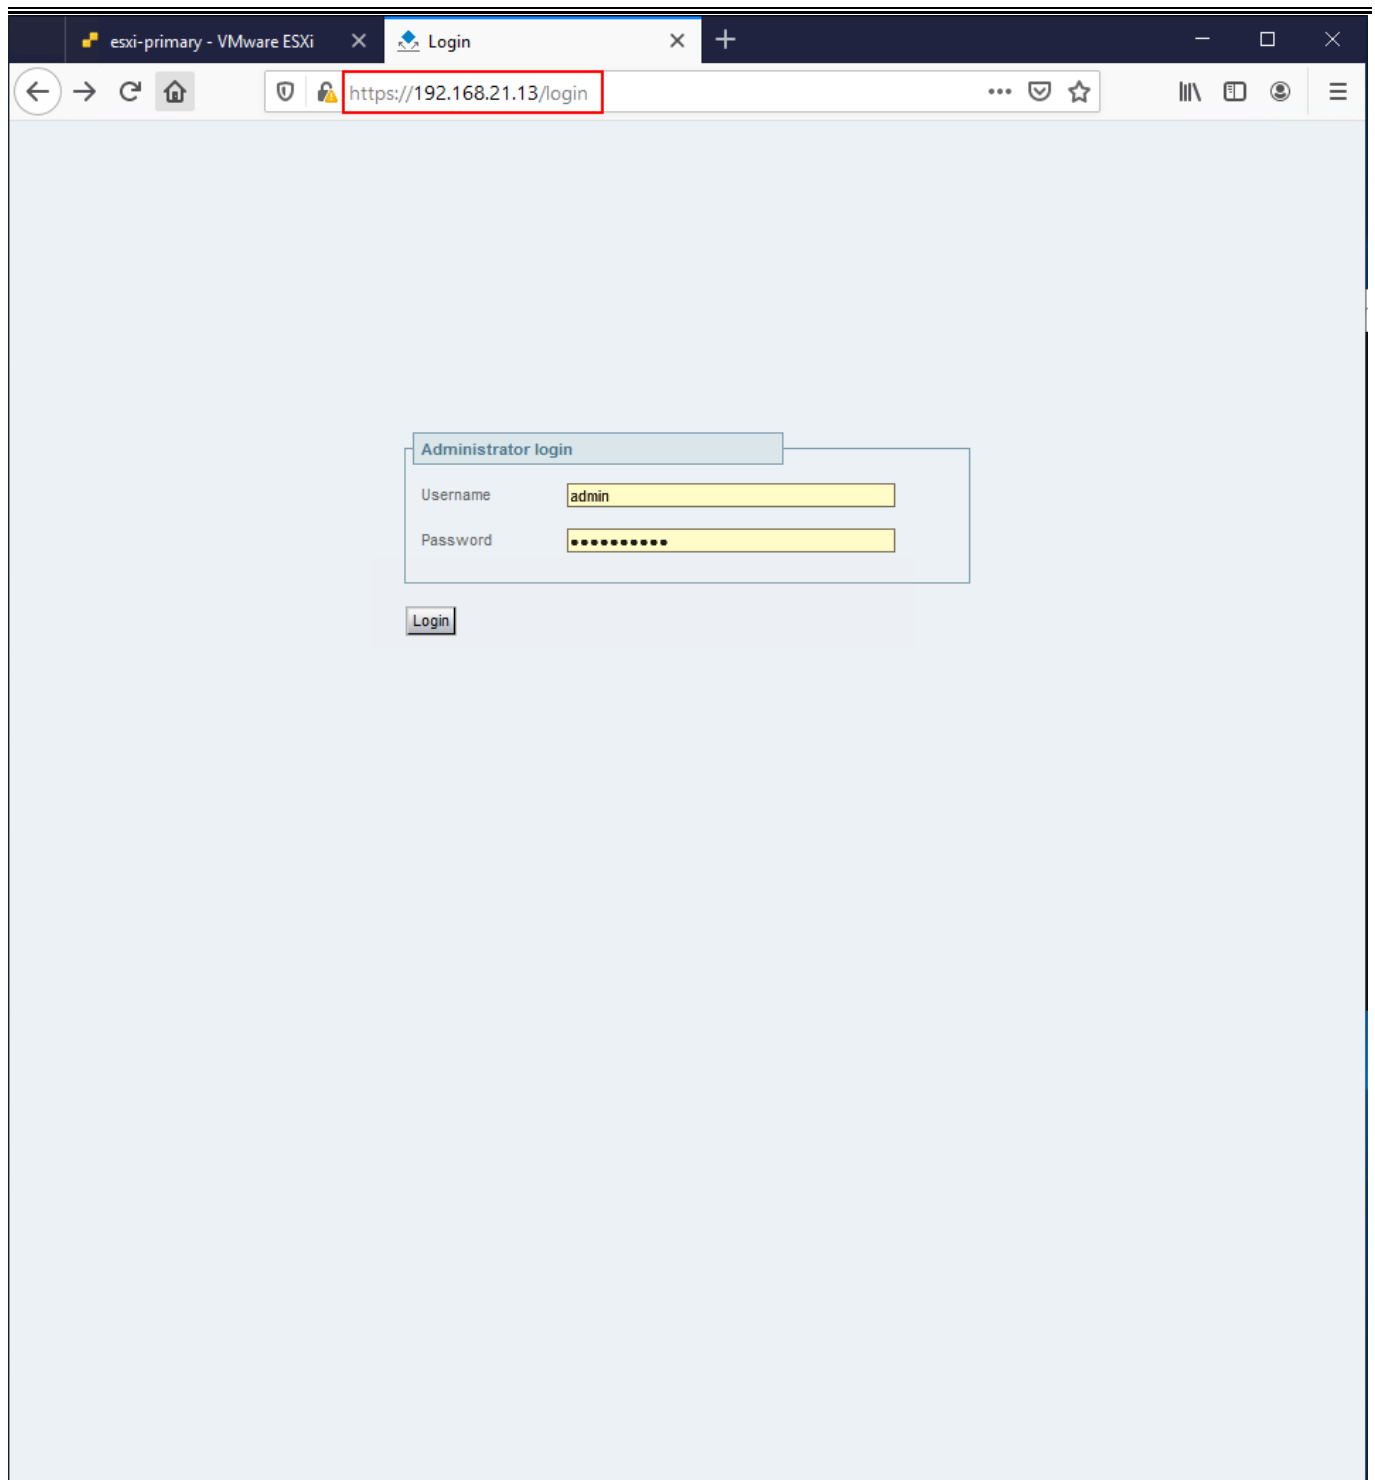 esxi-primary - VMware ESXi
Login
https://192.168.21.13/login
Administrator login
Username
admin
Password
Login